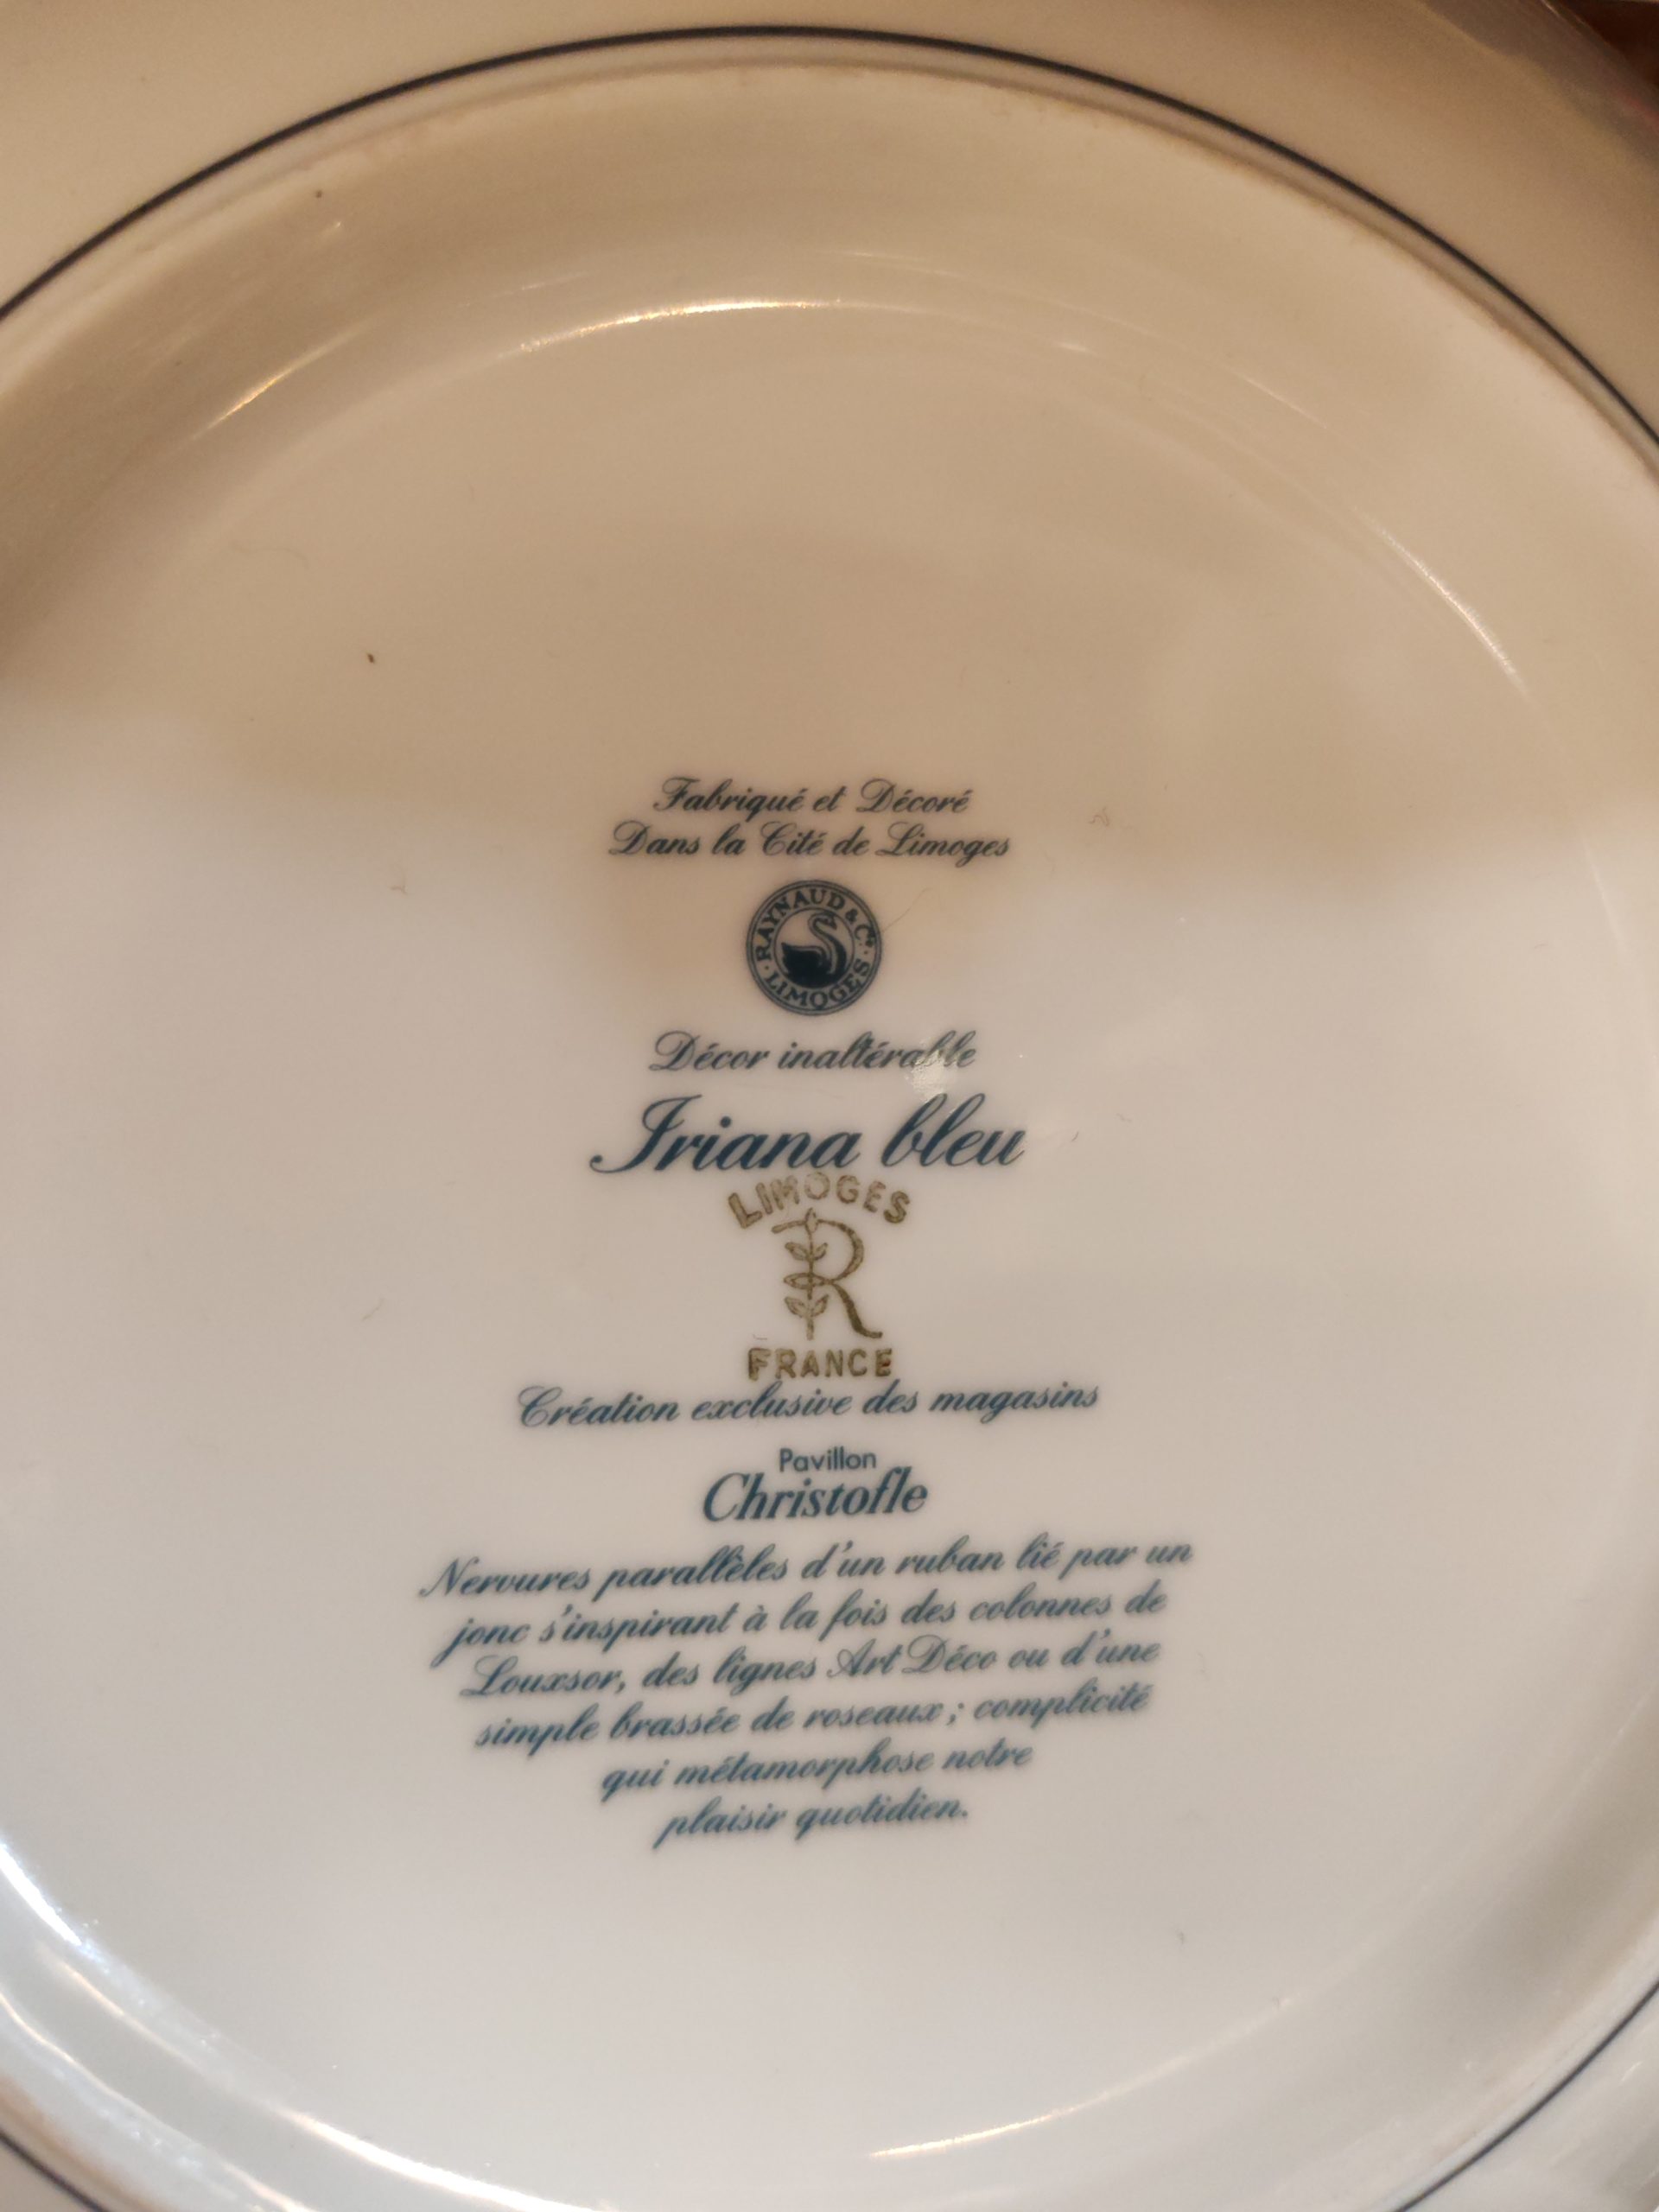 Fabriqué et Décoré
Dans la Cité de Limoges
RAYNAUD & Cº
LIMOGES
Décor inaltérable
Iriana bleu
LIMOGES
R
FRANCE
Création exclusive des magasins
Pavillon
Christofle
Nervures parallèles d'un ruban lié par un
jonc s'inspirant à la fois des colonnes de
Louxsor, des lignes Art Déco ou d'une
simple brassée de roseaux ; complicité
qui métamorphose notre
plaisir quotidien.